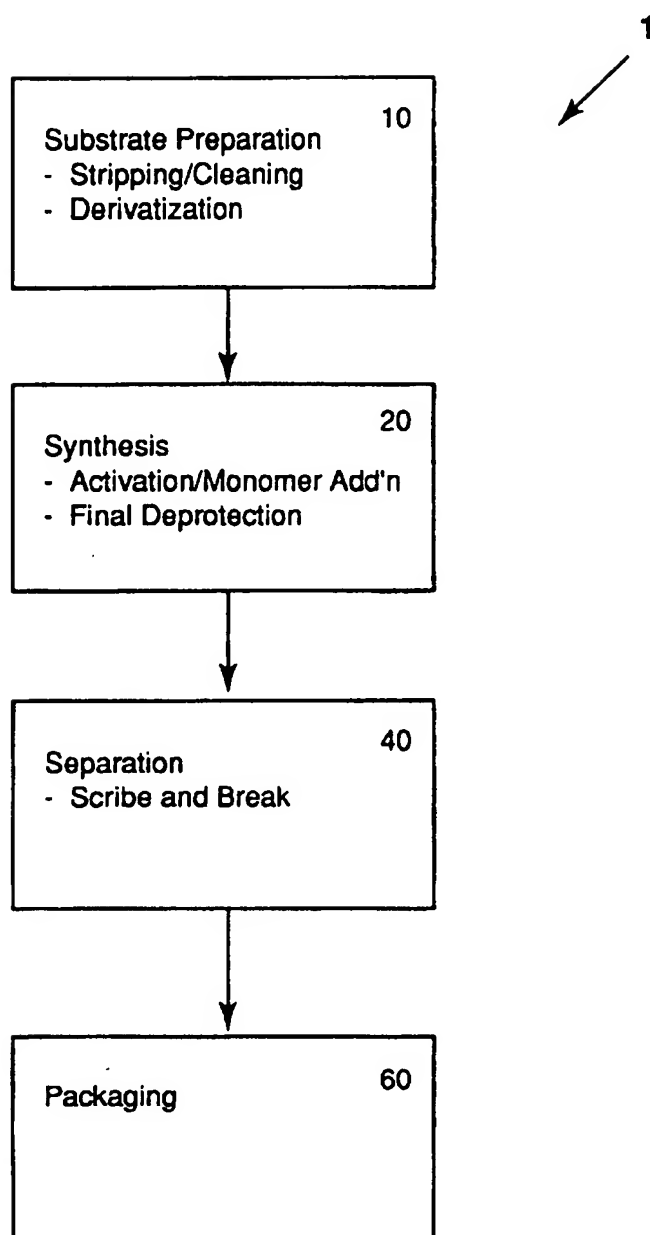 1
10
Substrate Preparation
- Stripping/Cleaning
- Derivatization
20
Synthesis
- Activation/Monomer Add'n
- Final Deprotection
40
Separation
- Scribe and Break
60
Packaging